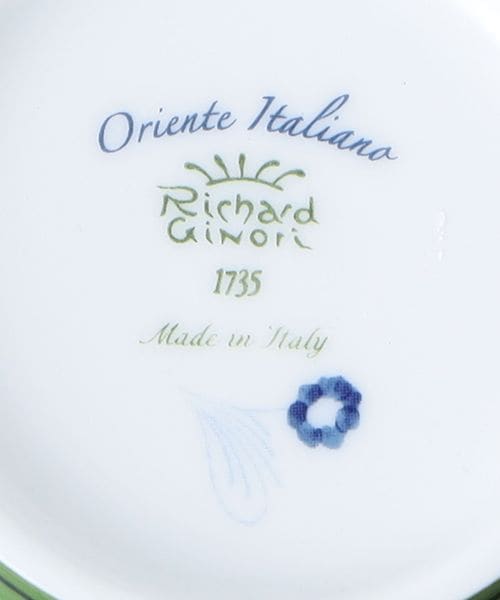 Oriente Italiano
Richard
Ginori
1735
Made in Italy